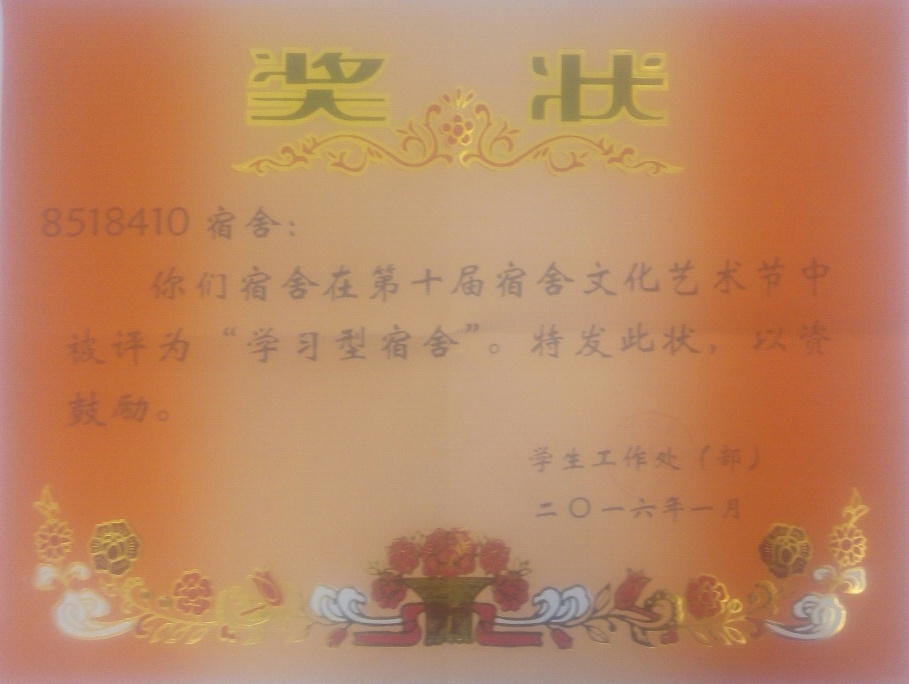 奖 状
8518410 宿舍：
你们宿舍在第十届宿舍文化艺术节中
被评为“学习型宿舍”。特发此状，以资
鼓励。
学生工作处（部）
二〇一六年一月